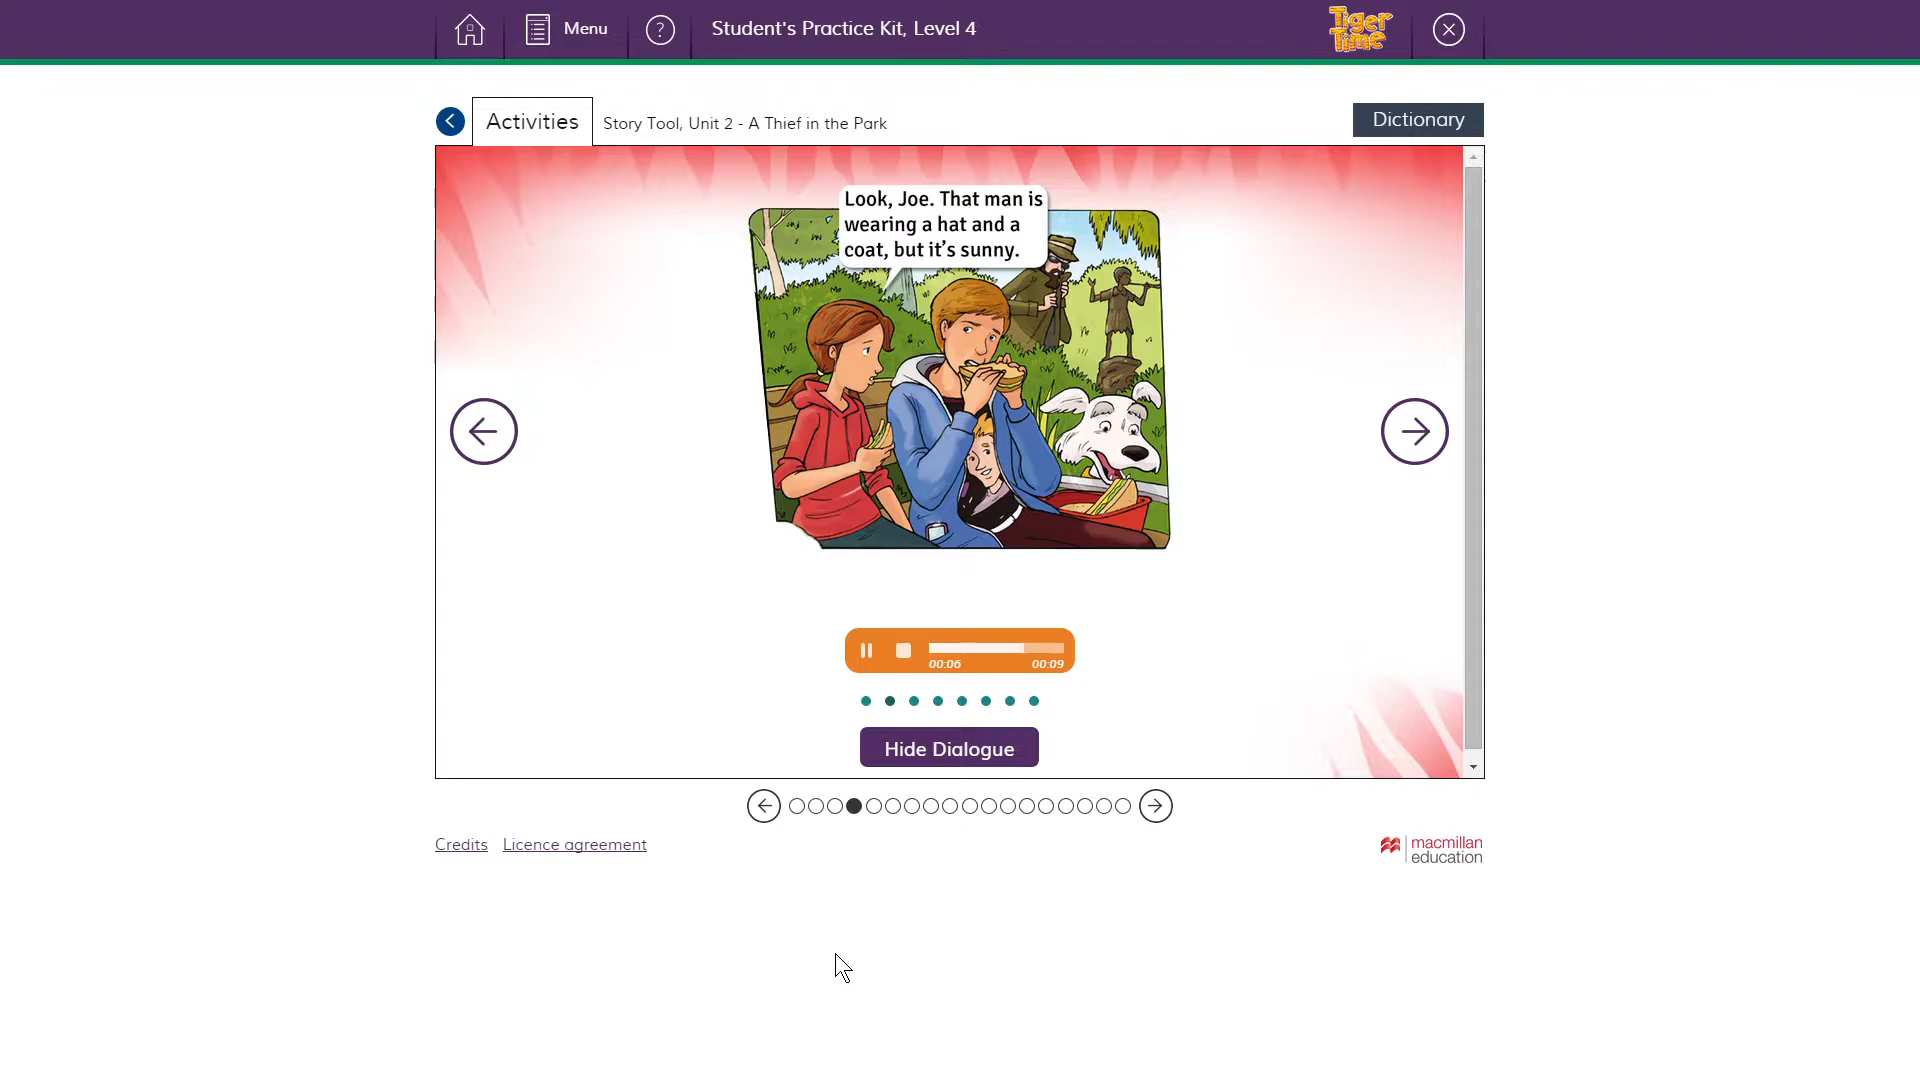 Menu
?
Student's Practice Kit, Level 4
Tiger Time
Activities
Story Tool, Unit 2 - A Thief in the Park
Dictionary
Look, Joe. That man is
wearing a hat and a
coat, but it's sunny.
00:06
00:09
Hide Dialogue
Credits
Licence agreement
macmillan
education